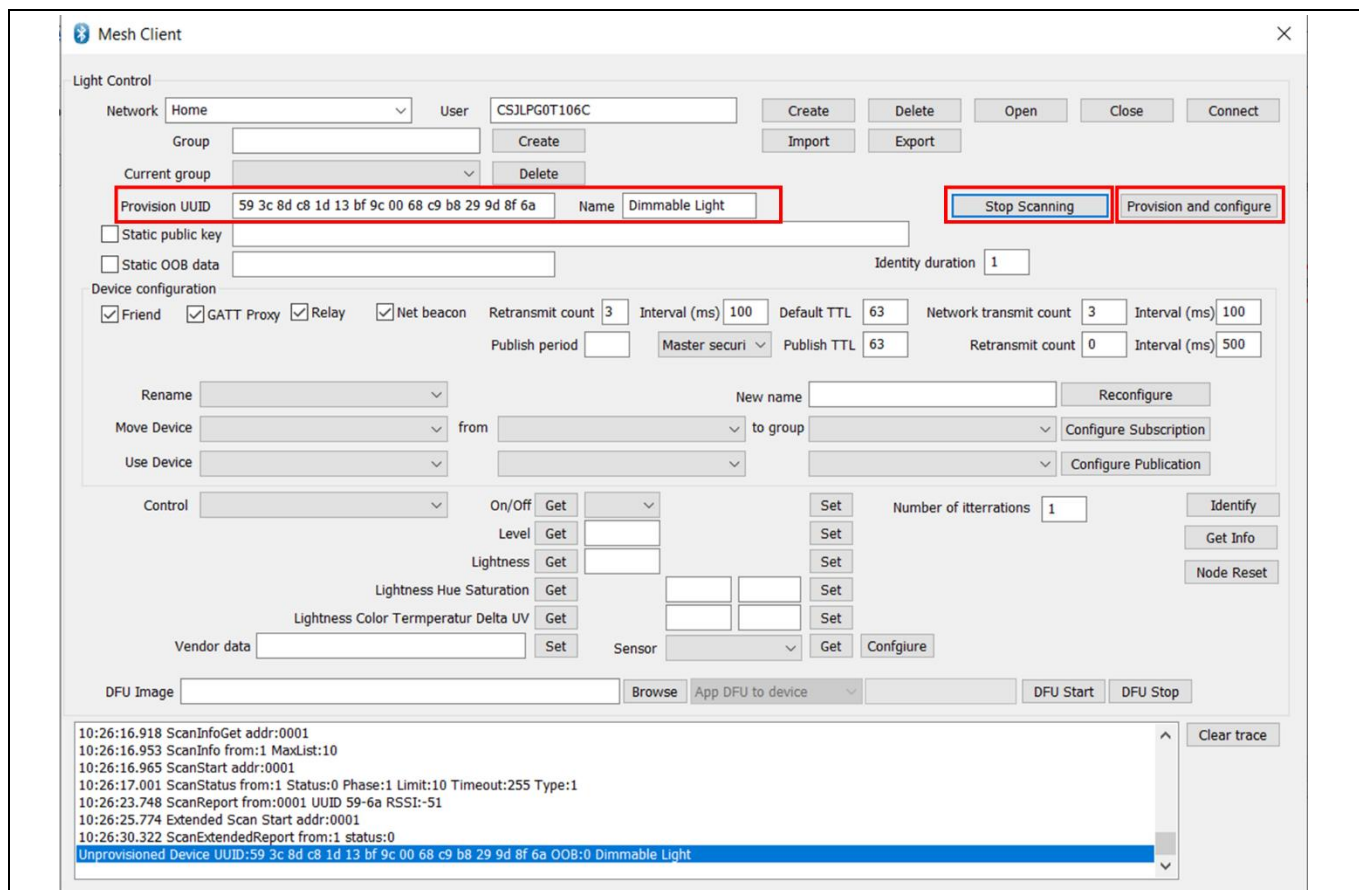 Mesh Client
Light Control
Network Home User CSJLPG0T106C Create Delete Open Close Connect
Group Create Import Export
Current group Delete
Provision UUID 59 3c 8d c8 1d 13 bf 9c 00 68 c9 b8 29 9d 8f 6a Name Dimmable Light Stop Scanning Provision and configure
Static public key
Static OOB data Identity duration 1
Device configuration
Friend GATT Proxy Relay Net beacon Retransmit count 3 Interval (ms) 100 Default TTL 63 Network transmit count 3 Interval (ms) 100
Publish period Master securi Publish TTL 63 Retransmit count 0 Interval (ms) 500
Rename New name Reconfigure
Move Device from to group Configure Subscription
Use Device Configure Publication
Control On/Off Get Set Number of itterrations 1 Identify
Level Get Set Get Info
Lightness Get Set Node Reset
Lightness Hue Saturation Get Set
Lightness Color Termperatur Delta UV Get Set
Vendor data Set Sensor Get Confgiure
DFU Image Browse App DFU to device DFU Start DFU Stop
10:26:16.918 ScanInfoGet addr:0001 Clear trace
10:26:16.953 ScanInfo from:1 MaxList:10
10:26:16.965 ScanStart addr:0001
10:26:17.001 ScanStatus from:1 Status:0 Phase:1 Limit:10 Timeout:255 Type:1
10:26:23.748 ScanReport from:0001 UUID 59-6a RSSI:-51
10:26:25.774 Extended Scan Start addr:0001
10:26:30.322 ScanExtendedReport from:1 status:0
Unprovisioned Device UUID:59 3c 8d c8 1d 13 bf 9c 00 68 c9 b8 29 9d 8f 6a OOB:0 Dimmable Light